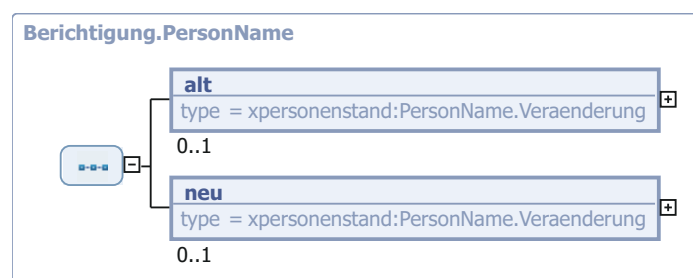 Berichtigung.PersonName
alt
type = xpersonenstand:PersonName.Veraenderung
0..1
neu
type = xpersonenstand:PersonName.Veraenderung
0..1